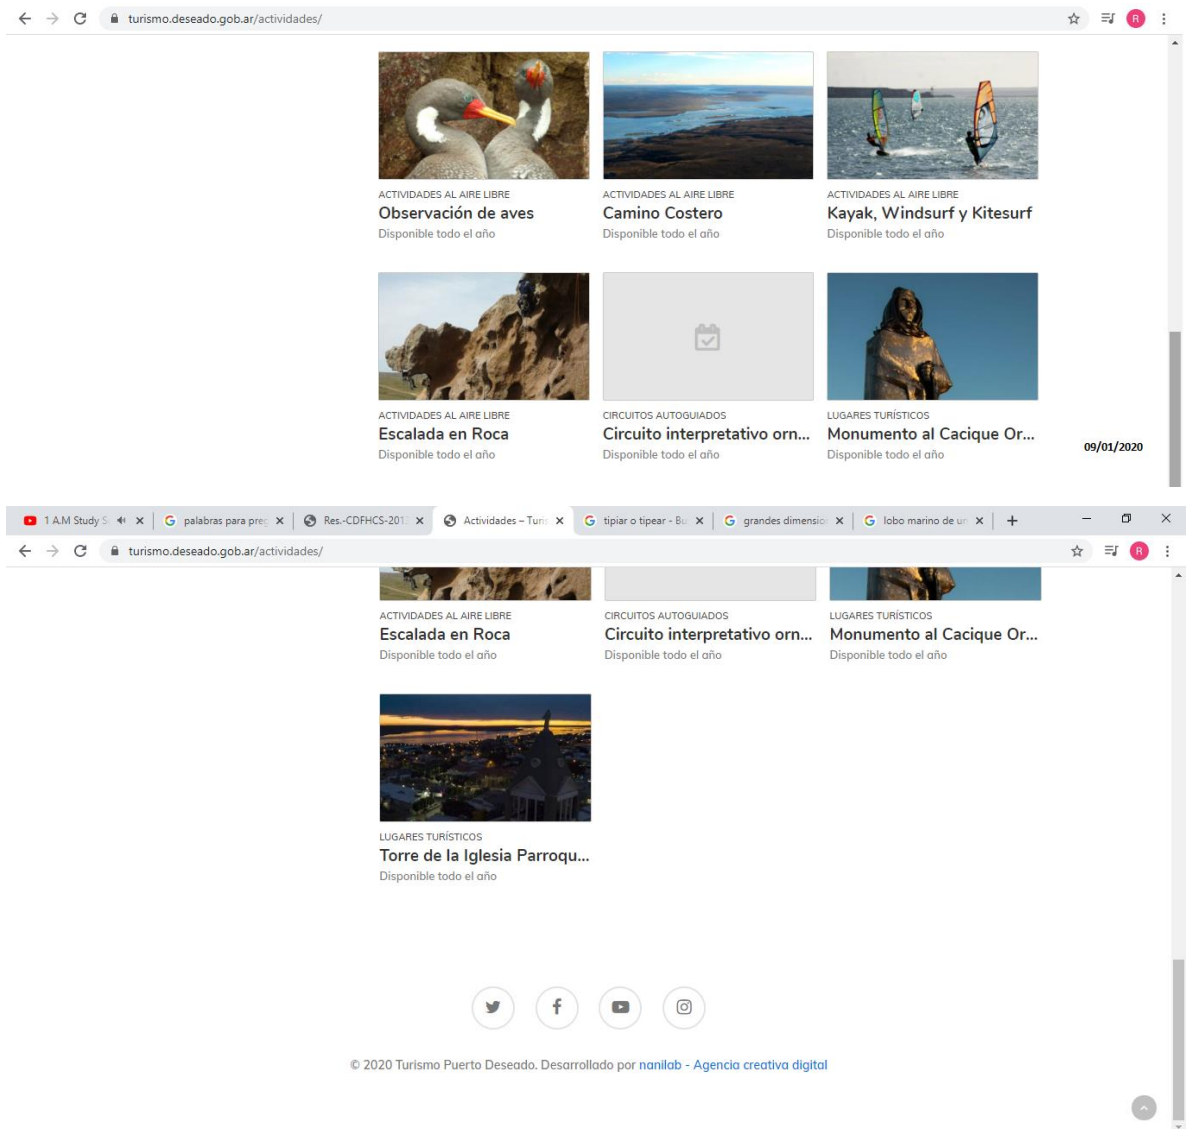 turismo.deseado.gob.ar/actividades/
R
ACTIVIDADES AL AIRE LIBRE
Observación de aves
Disponible todo el año
ACTIVIDADES AL AIRE LIBRE
Camino Costero
Disponible todo el año
ACTIVIDADES AL AIRE LIBRE
Kayak, Windsurf y Kitesurf
Disponible todo el año
ACTIVIDADES AL AIRE LIBRE
Escalada en Roca
Disponible todo el año
CIRCUITOS AUTOGUIADOS
Circuito interpretativo orn...
Disponible todo el año
LUGARES TURÍSTICOS
Monumento al Cacique Or...
Disponible todo el año
09/01/2020
1 A.M Study S
palabras para preg
Res.-CDFHCS-201
Actividades – Turis
tipiar o tipear - Bu
grandes dimension
lobo marino de un
turismo.deseado.gob.ar/actividades/
R
ACTIVIDADES AL AIRE LIBRE
Escalada en Roca
Disponible todo el año
CIRCUITOS AUTOGUIADOS
Circuito interpretativo orn...
Disponible todo el año
LUGARES TURÍSTICOS
Monumento al Cacique Or...
Disponible todo el año
LUGARES TURÍSTICOS
Torre de la Iglesia Parroqu...
Disponible todo el año
© 2020 Turismo Puerto Deseado. Desarrollado por nanilab - Agencia creativa digital